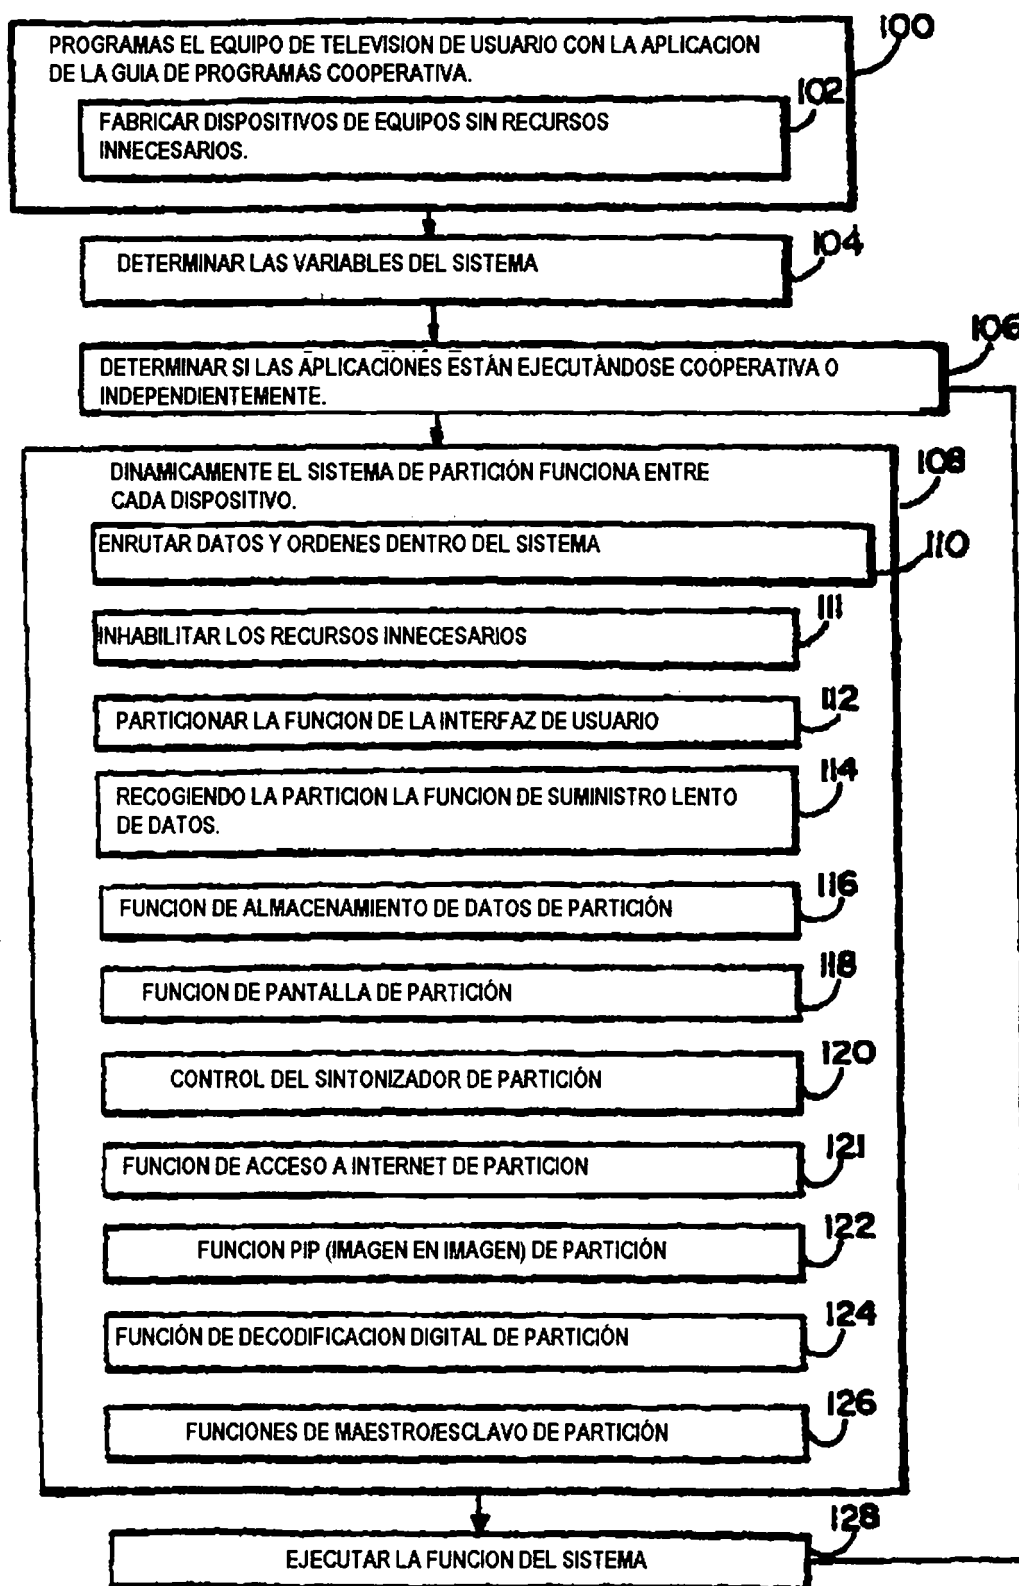 100
PROGRAMAS EL EQUIPO DE TELEVISION DE USUARIO CON LA APLICACION
DE LA GUIA DE PROGRAMAS COOPERATIVA.
102
FABRICAR DISPOSITIVOS DE EQUIPOS SIN RECURSOS
INNECESARIOS.
104
DETERMINAR LAS VARIABLES DEL SISTEMA
106
DETERMINAR SI LAS APLICACIONES ESTÁN EJECUTÁNDOSE COOPERATIVA O
INDEPENDIENTEMENTE.
108
DINAMICAMENTE EL SISTEMA DE PARTICIÓN FUNCIONA ENTRE
CADA DISPOSITIVO.
ENRUTAR DATOS Y ORDENES DENTRO DEL SISTEMA
110
111
INHABILITAR LOS RECURSOS INNECESARIOS
112
PARTICIONAR LA FUNCION DE LA INTERFAZ DE USUARIO
114
RECOGIENDO LA PARTICION LA FUNCION DE SUMINISTRO LENTO
DE DATOS.
116
FUNCION DE ALMACENAMIENTO DE DATOS DE PARTICIÓN
118
FUNCION DE PANTALLA DE PARTICIÓN
120
CONTROL DEL SINTONIZADOR DE PARTICIÓN
121
FUNCION DE ACCESO A INTERNET DE PARTICION
122
FUNCION PIP (IMAGEN EN IMAGEN) DE PARTICIÓN
124
FUNCIÓN DE DECODIFICACION DIGITAL DE PARTICIÓN
126
FUNCIONES DE MAESTRO/ESCLAVO DE PARTICIÓN
128
EJECUTAR LA FUNCION DEL SISTEMA